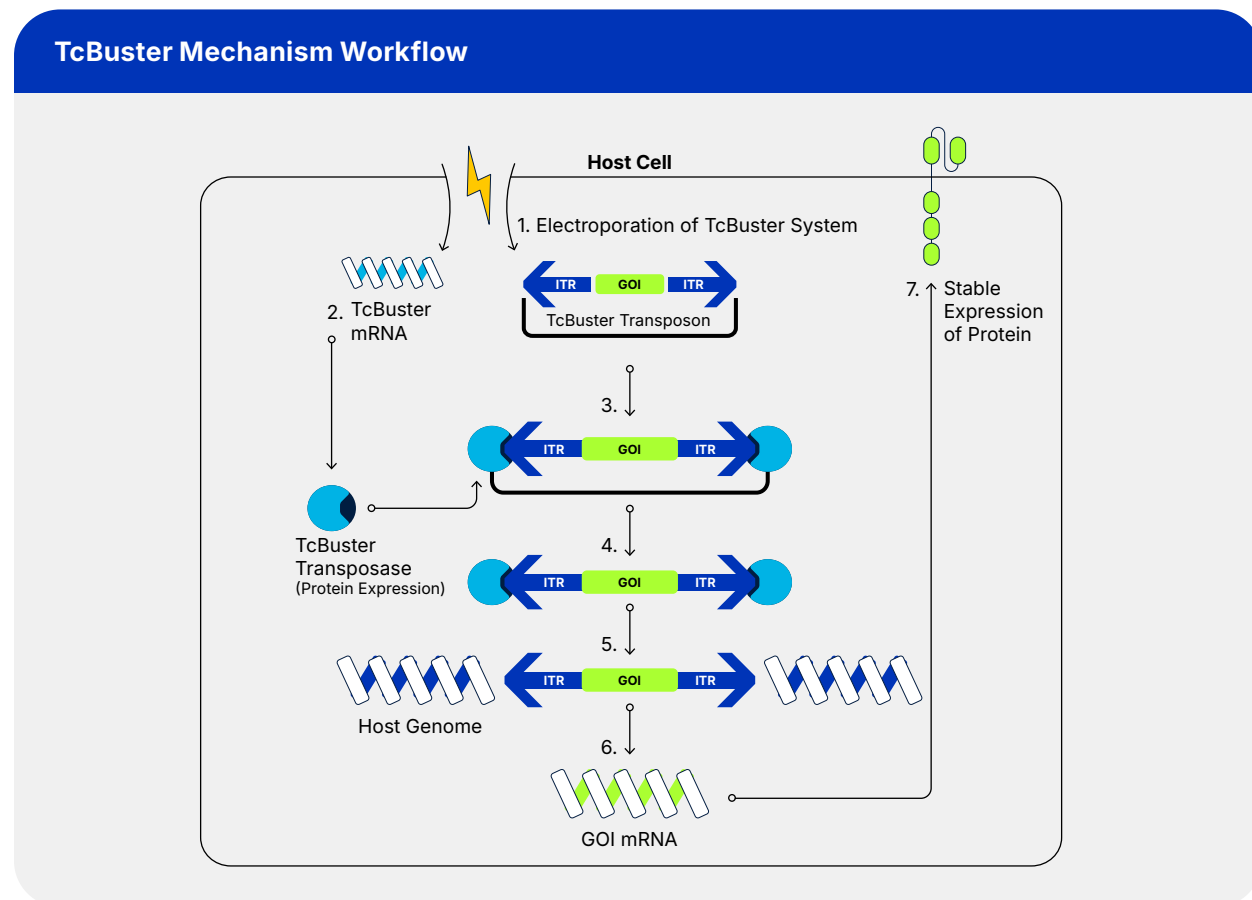 TcBuster Mechanism Workflow
Host Cell
1. Electroporation of TcBuster System
ITR GOI ITR
TcBuster Transposon
2. TcBuster
mRNA
7. Stable
Expression
of Protein
3.
ITR GOI ITR
TcBuster
Transposase
(Protein Expression)
4.
ITR GOI ITR
5.
ITR GOI ITR
Host Genome
6.
GOI mRNA